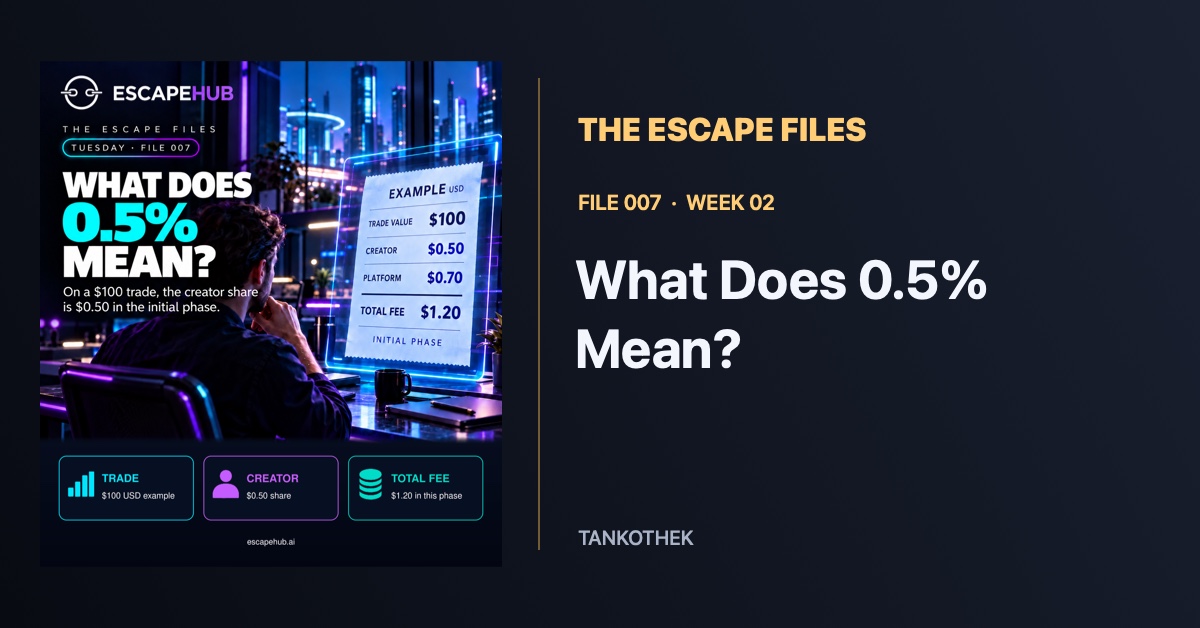 ESCAPEHUB
THE ESCAPE FILES
TUESDAY · FILE 007
WHAT DOES
0.5%
MEAN?
On a $100 trade, the creator share
is $0.50 in the initial phase.
EXAMPLE USD
TRADE VALUE $100
CREATOR $0.50
PLATFORM $0.70
TOTAL FEE $1.20
INITIAL PHASE
TRADE
$100 USD example
CREATOR
$0.50 share
TOTAL FEE
$1.20 in this phase
escapehub.ai
THE ESCAPE FILES
FILE 007 · WEEK 02
What Does 0.5%
Mean?
TANKOTHEK